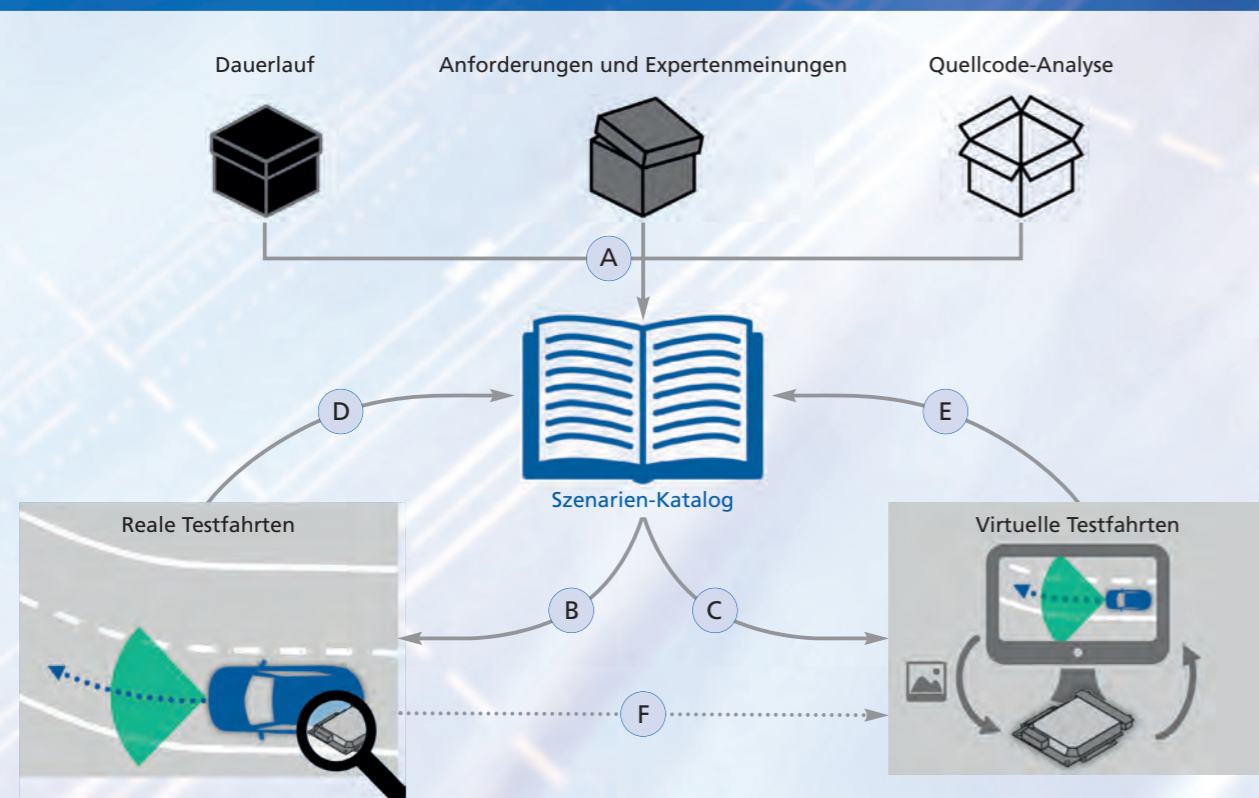 Dauerlauf
Anforderungen und Expertenmeinungen
Quellcode-Analyse
A
D
E
Szenarien-Katalog
Reale Testfahrten
Virtuelle Testfahrten
B
C
F